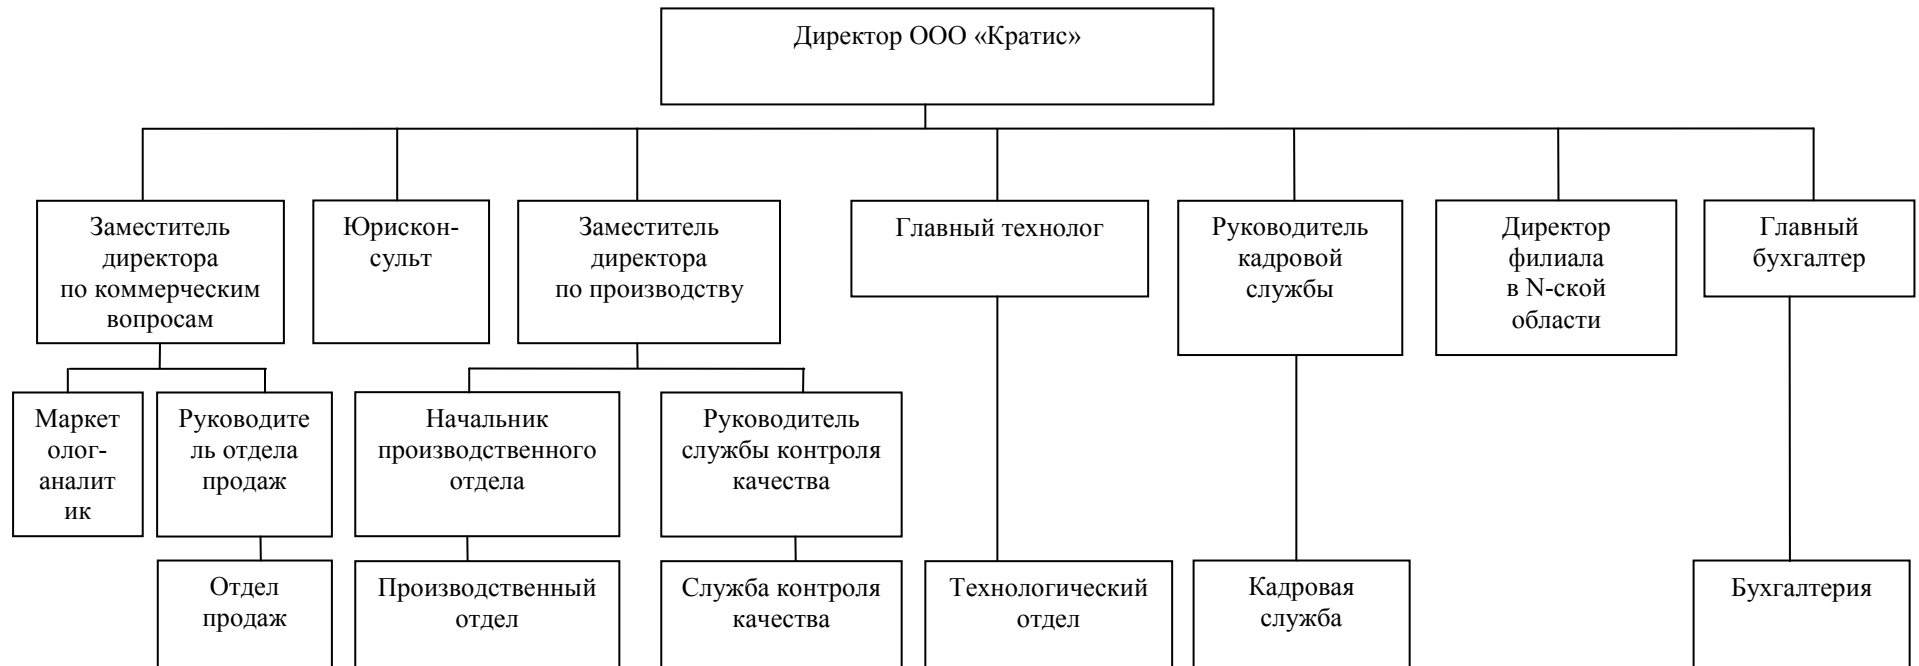 Директор ООО «Кратис»
Заместитель
директора
по коммерческим
вопросам
Юрискон-
сульт
Заместитель
директора
по производству
Главный технолог
Руководитель
кадровой
службы
Директор
филиала
в N-ской
области
Главный
бухгалтер
Маркет
олог-
аналит
ик
Руководите
ль отдела
продаж
Начальник
производственного
отдела
Руководитель
службы контроля
качества
Отдел
продаж
Производственный
отдел
Служба контроля
качества
Технологический
отдел
Кадровая
служба
Бухгалтерия